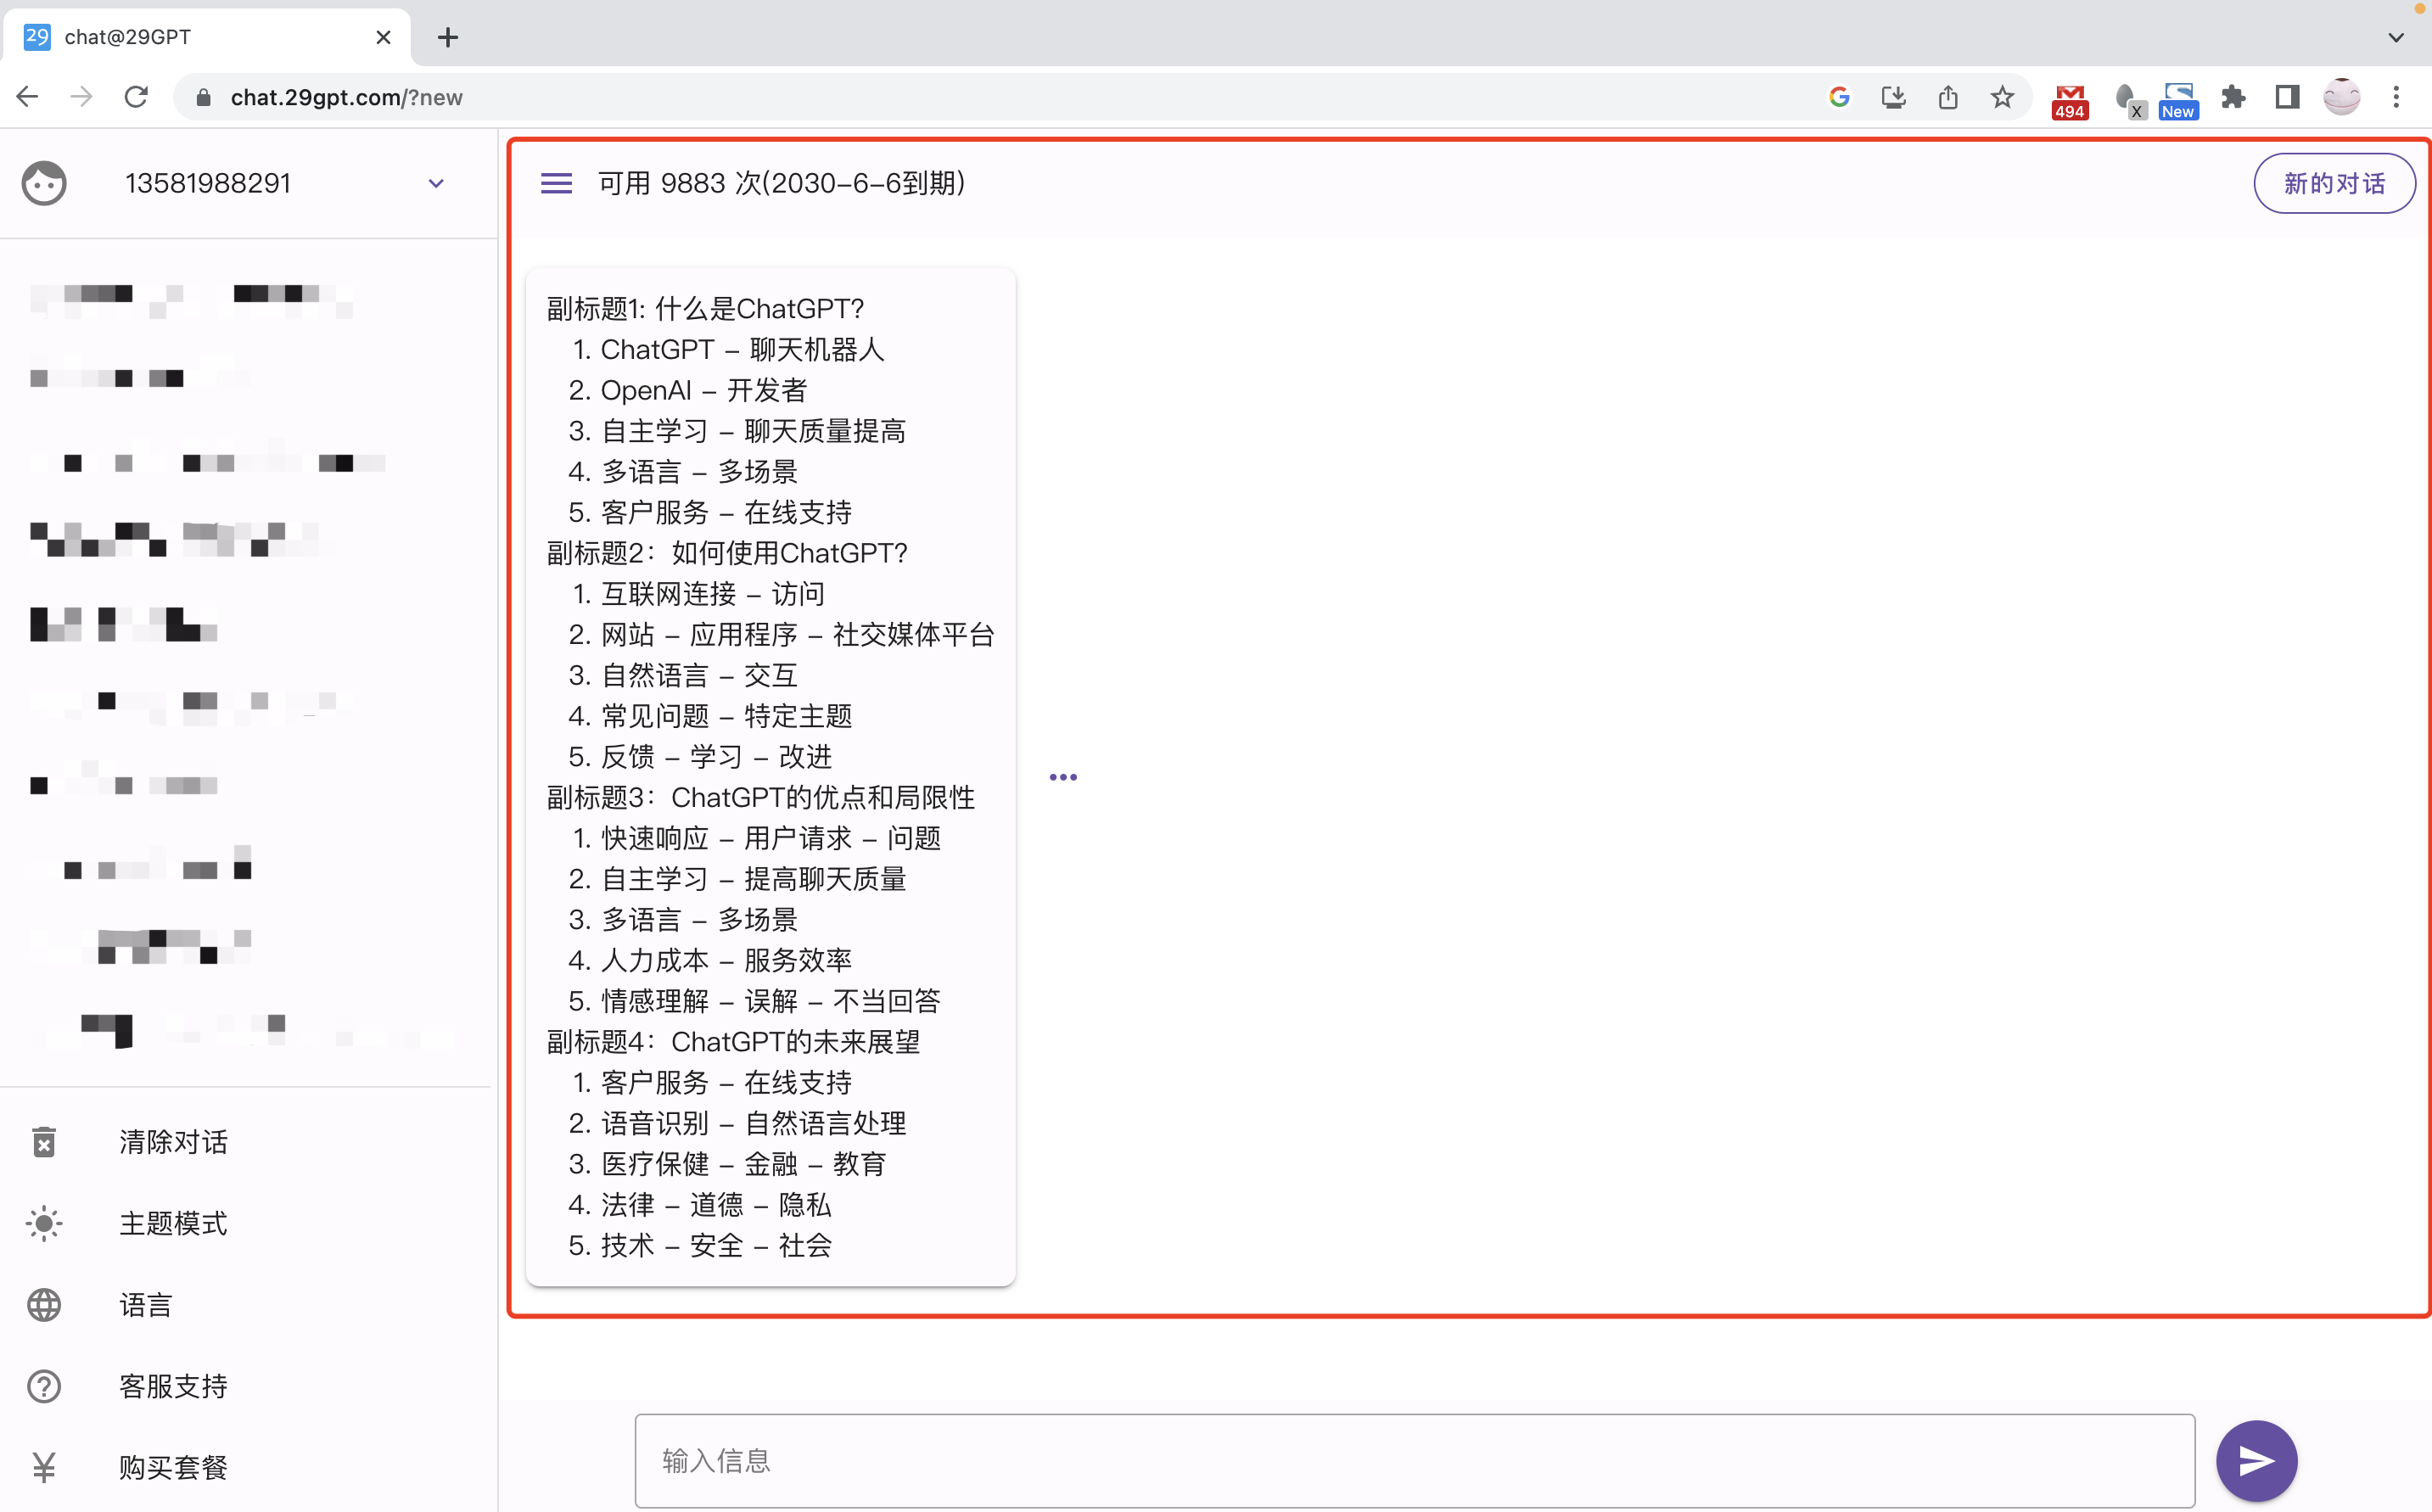 29 chat@29GPT
chat.29gpt.com/?new
494
X
New
13581988291
可用 9883 次(2030-6-6到期)
新的对话
副标题1: 什么是ChatGPT?
1. ChatGPT – 聊天机器人
2. OpenAI – 开发者
3. 自主学习 – 聊天质量提高
4. 多语言 – 多场景
5. 客户服务 – 在线支持
副标题2：如何使用ChatGPT?
1. 互联网连接 – 访问
2. 网站 – 应用程序 – 社交媒体平台
3. 自然语言 – 交互
4. 常见问题 – 特定主题
5. 反馈 – 学习 – 改进
副标题3：ChatGPT的优点和局限性
1. 快速响应 – 用户请求 – 问题
2. 自主学习 – 提高聊天质量
3. 多语言 – 多场景
4. 人力成本 – 服务效率
5. 情感理解 – 误解 – 不当回答
副标题4：ChatGPT的未来展望
1. 客户服务 – 在线支持
2. 语音识别 – 自然语言处理
3. 医疗保健 – 金融 – 教育
4. 法律 – 道德 – 隐私
5. 技术 – 安全 – 社会
清除对话
主题模式
语言
客服支持
购买套餐
输入信息